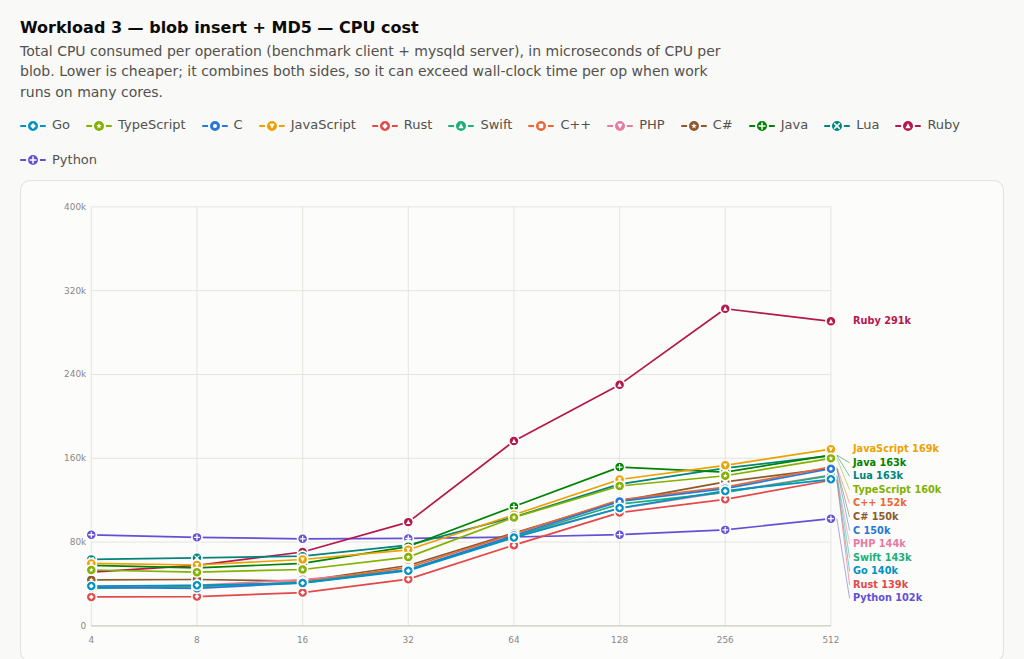 Workload 3 — blob insert + MD5 — CPU cost
Total CPU consumed per operation (benchmark client + mysqld server), in microseconds of CPU per
blob. Lower is cheaper; it combines both sides, so it can exceed wall-clock time per op when work
runs on many cores.
Go TypeScript C JavaScript Rust Swift C++ PHP C# Java Lua Ruby
Python
400k
320k
240k
160k
80k
0
4 8 16 32 64 128 256 512
Ruby 291k
JavaScript 169k
Java 163k
Lua 163k
TypeScript 160k
C++ 152k
C# 150k
C 150k
PHP 144k
Swift 143k
Go 140k
Rust 139k
Python 102k